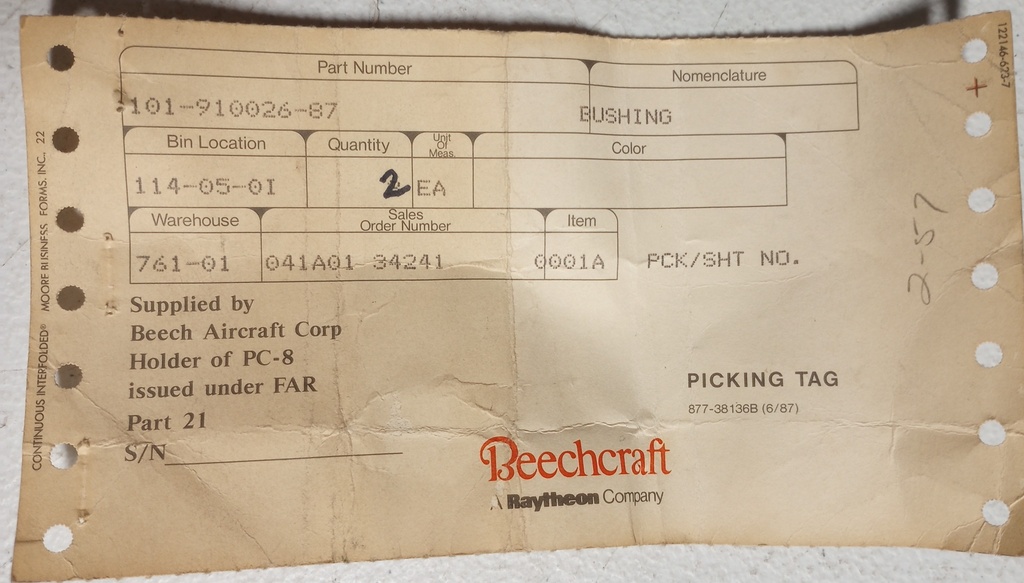 122146-673-7
Part Number Nomenclature
101-910026-87 BUSHING
Bin Location Quantity Unit Of Meas. Color
114-05-01 2 EA
Warehouse Sales Order Number Item
761-01 041A01 34241 0001A PCK/SHT NO.
2-57
Supplied by
Beech Aircraft Corp
Holder of PC-8
issued under FAR
Part 21
S/N
PICKING TAG
877-38136B (6/87)
Beechcraft
A Raytheon Company
CONTINUOUS INTERFOLDED® MOORE BUSINESS FORMS, INC., 22